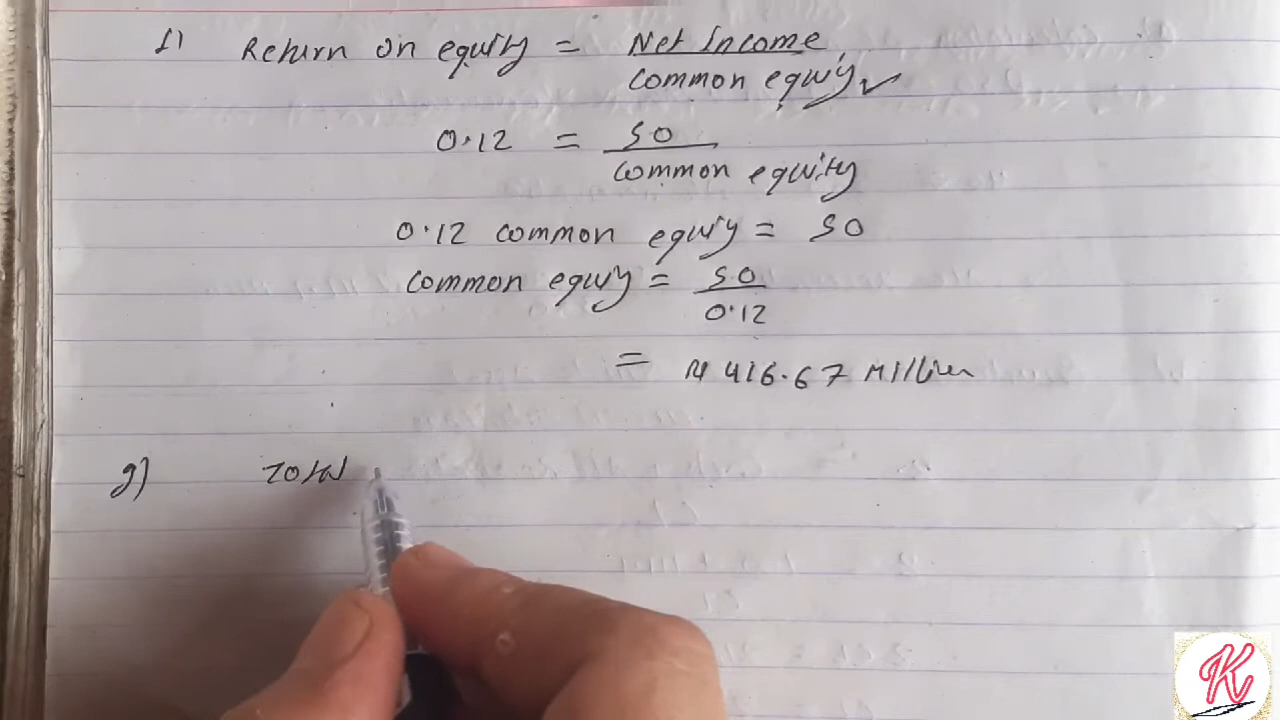 f) Return on equity = Net Income
Common equity ✓
0.12 = 50
Common equity
0.12 common equity = 50
Common equity = 50
0.12
= Rs 416.67 Million
g) Total
K